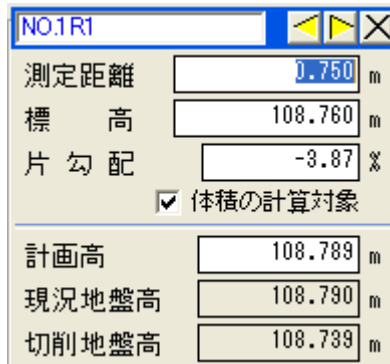 NO.1R1
測定距離 0.750 m
標高 108.760 m
片勾配 -3.87 %
体積の計算対象
計画高 108.789 m
現況地盤高 108.790 m
切削地盤高 108.739 m